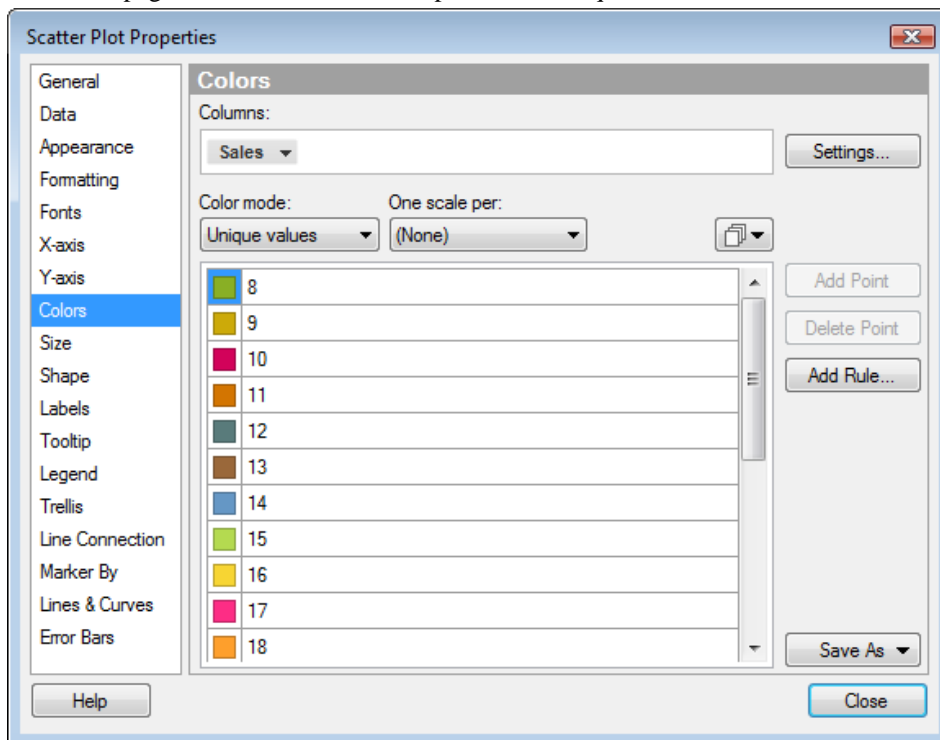 Scatter Plot Properties
General
Data
Appearance
Formatting
Fonts
X-axis
Y-axis
Colors
Size
Shape
Labels
Tooltip
Legend
Trellis
Line Connection
Marker By
Lines & Curves
Error Bars
Colors
Columns:
Sales
Settings...
Color mode:
One scale per:
Unique values
(None)
8
9
10
11
12
13
14
15
16
17
18
Add Point
Delete Point
Add Rule...
Save As
Help
Close